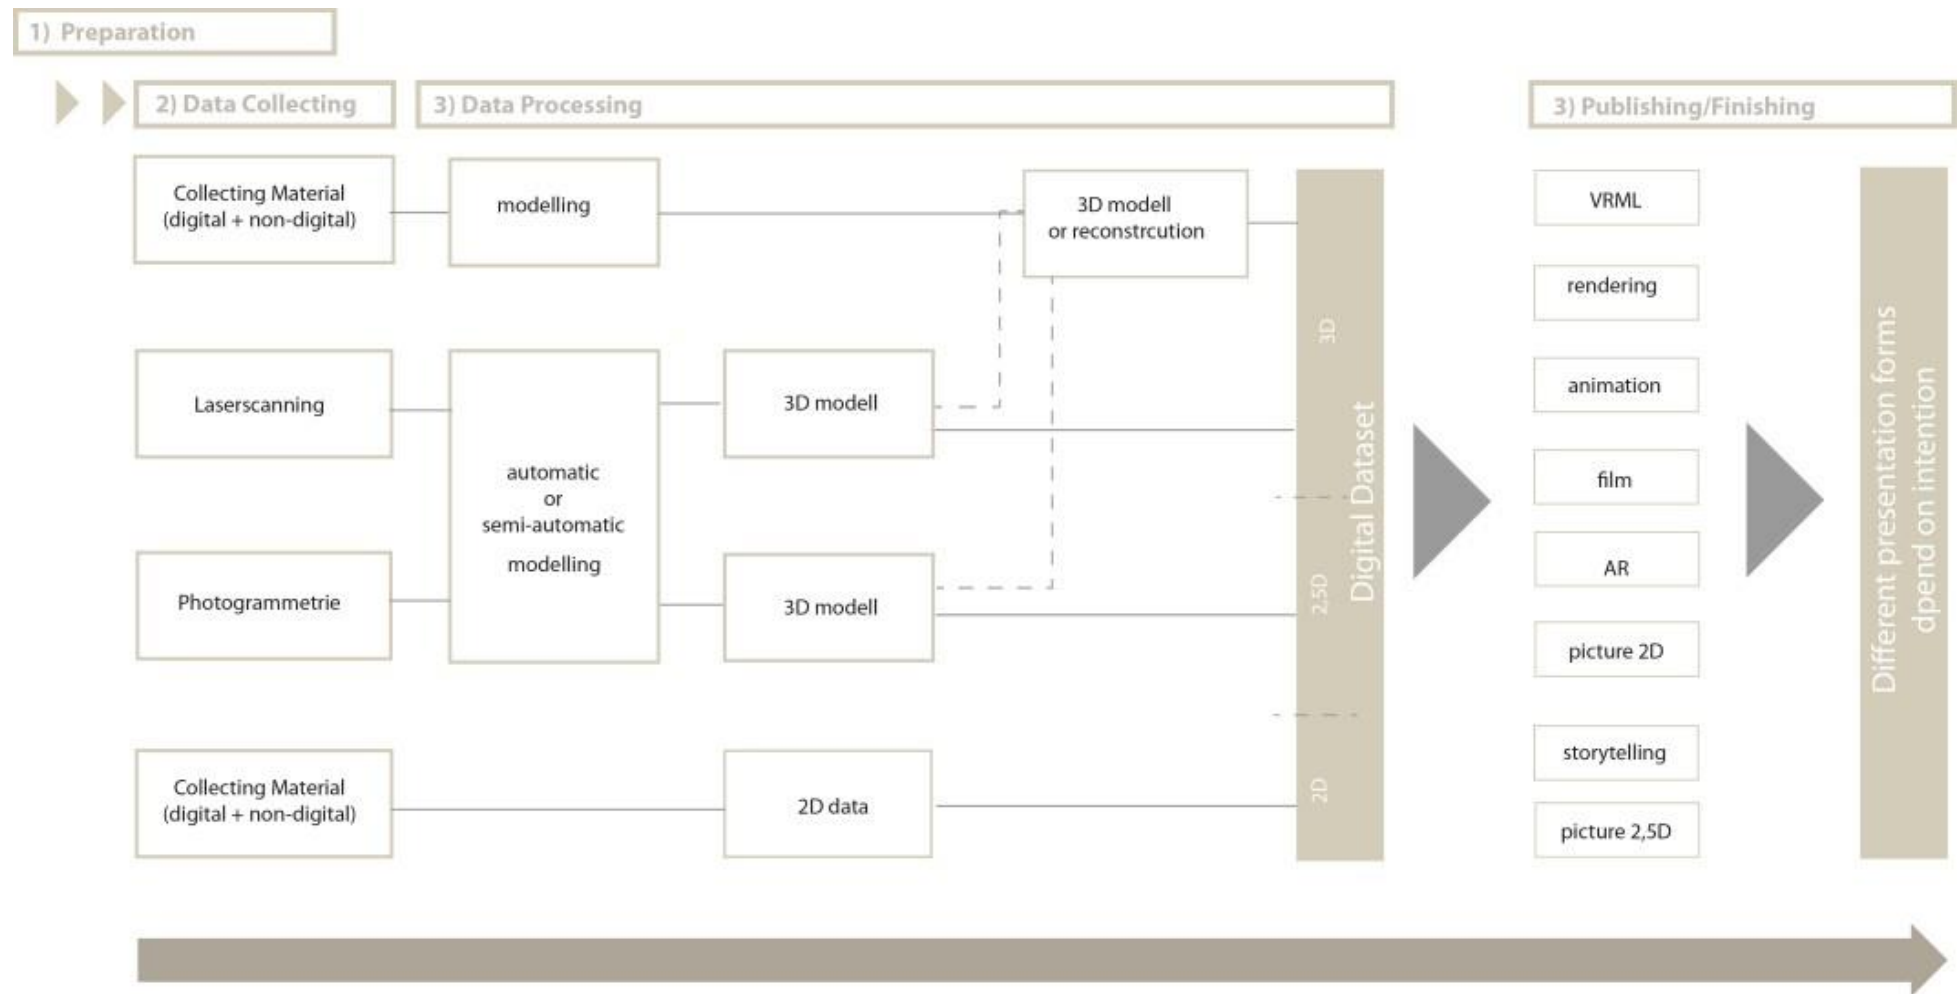 1) Preparation
2) Data Collecting
3) Data Processing
3) Publishing/Finishing
Collecting Material
(digital + non-digital)
modelling
3D modell
or reconstrcution
Laserscanning
automatic
or
semi-automatic
modelling
3D modell
Photogrammetrie
3D modell
Collecting Material
(digital + non-digital)
2D data
3D
2,5D
2D
Digital Dataset
VRML
rendering
animation
film
AR
picture 2D
storytelling
picture 2,5D
Different presentation forms
dpend on intention